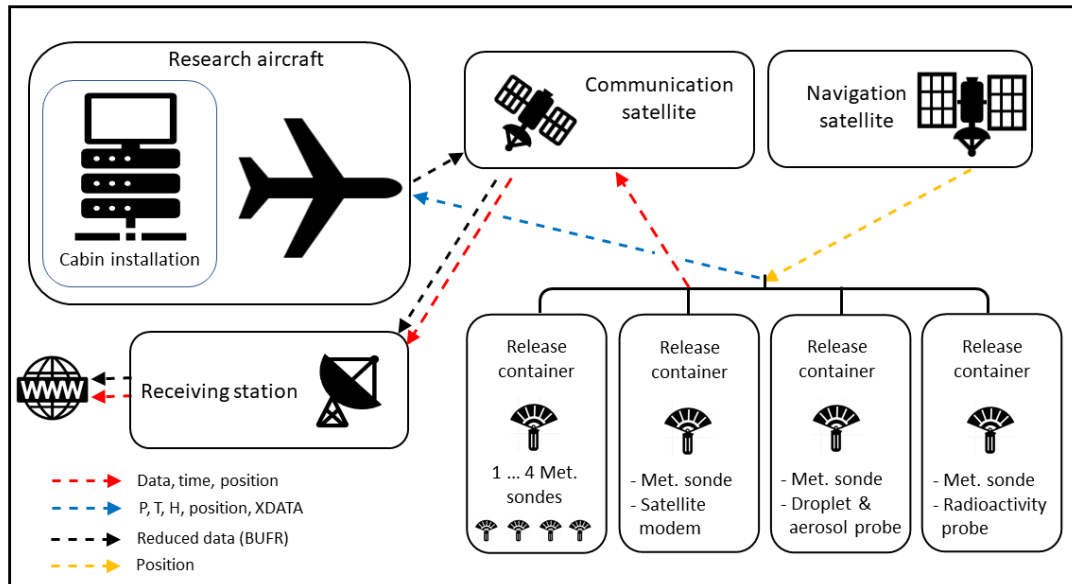 Research aircraft
Cabin installation
Communication
satellite
Navigation
satellite
Receiving station
WWW
Release
container
1 ... 4 Met.
sondes
Release
container
- Met. sonde
- Satellite
modem
Release
container
- Met. sonde
- Droplet &
aerosol probe
Release
container
- Met. sonde
- Radioactivity
probe
Data, time, position
P, T, H, position, XDATA
Reduced data (BUFR)
Position